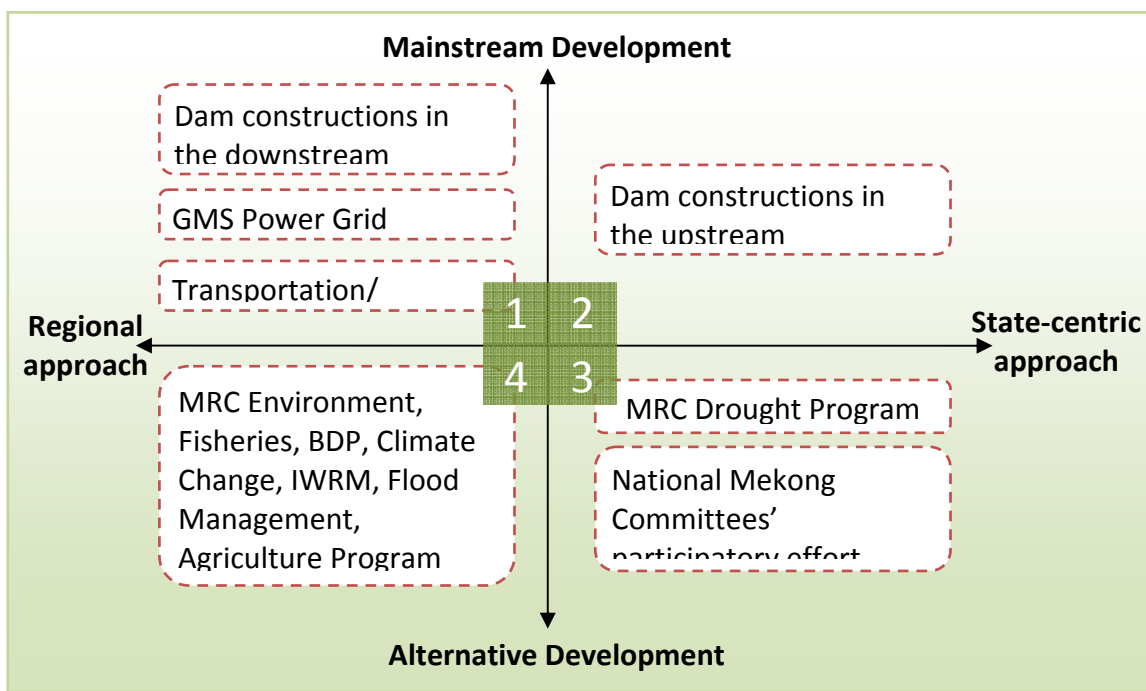 Mainstream Development
Dam constructions in
the downstream
GMS Power Grid
Transportation/
Dam constructions in
the upstream
1 2
4 3
Regional
approach
State-centric
approach
MRC Environment,
Fisheries, BDP, Climate
Change, IWRM, Flood
Management,
Agriculture Program
MRC Drought Program
National Mekong
Committees’
participatory effort
Alternative Development